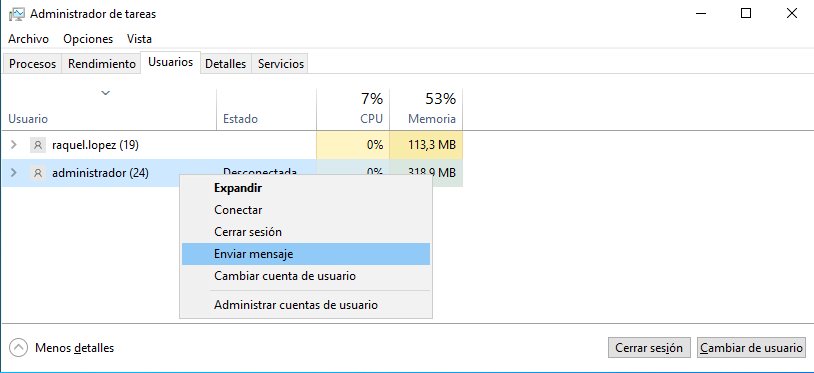 Administrador de tareas
Archivo Opciones Vista
Procesos Rendimiento Usuarios Detalles Servicios
7% 53%
Usuario Estado CPU Memoria
raquel.lopez (19) 0% 113,3 MB
administrador (24) Desconectada 0% 318,9 MB
Expandir
Conectar
Cerrar sesión
Enviar mensaje
Cambiar cuenta de usuario
Administrar cuentas de usuario
Menos detalles Cerrar sesión Cambiar de usuario